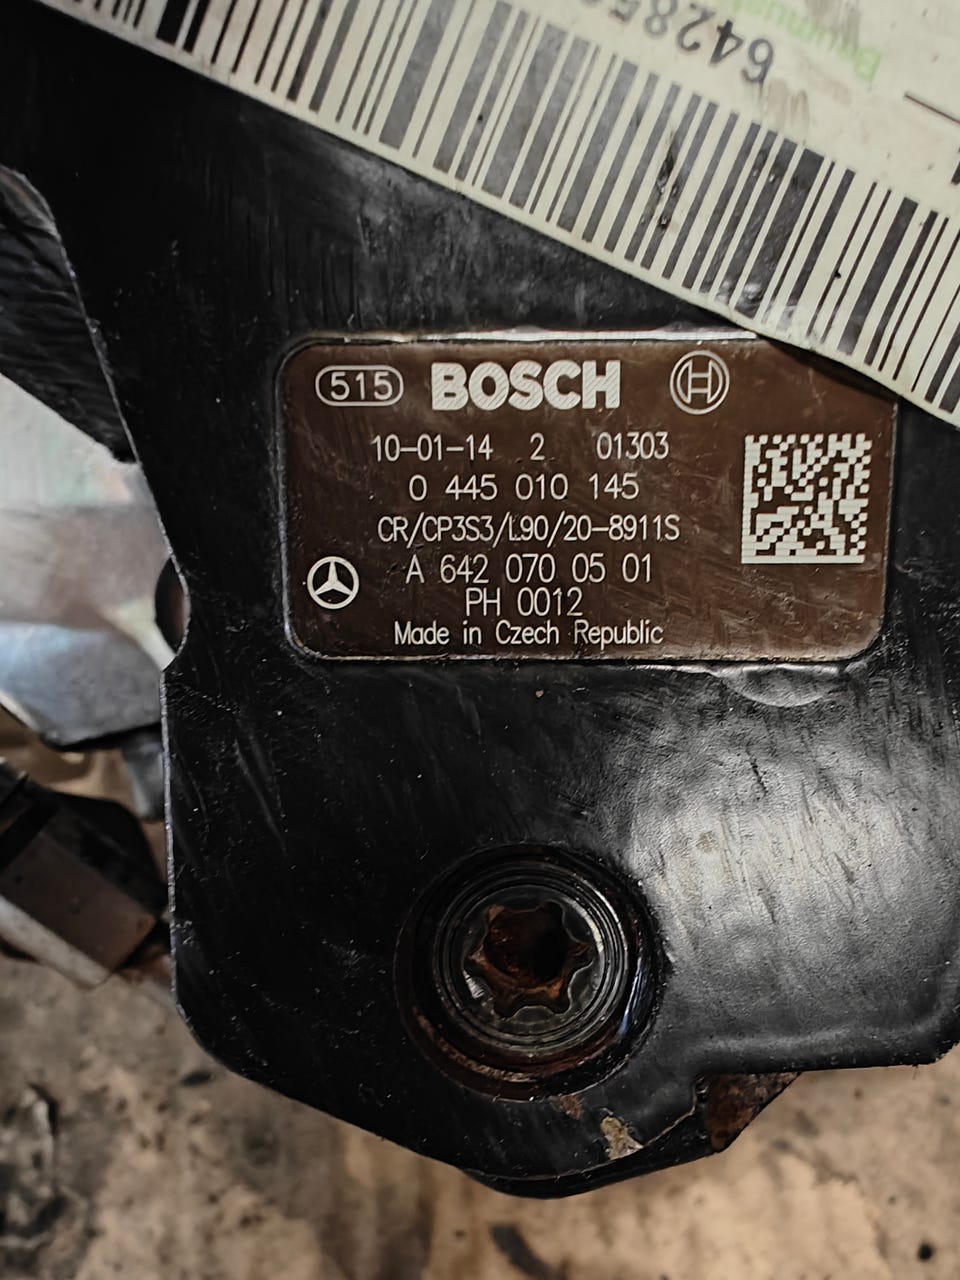 515 BOSCH H
10-01-14 2 01303
0 445 010 145
CR/CP3S3/L90/20-8911S
A 642 070 05 01
PH 0012
Made in Czech Republic